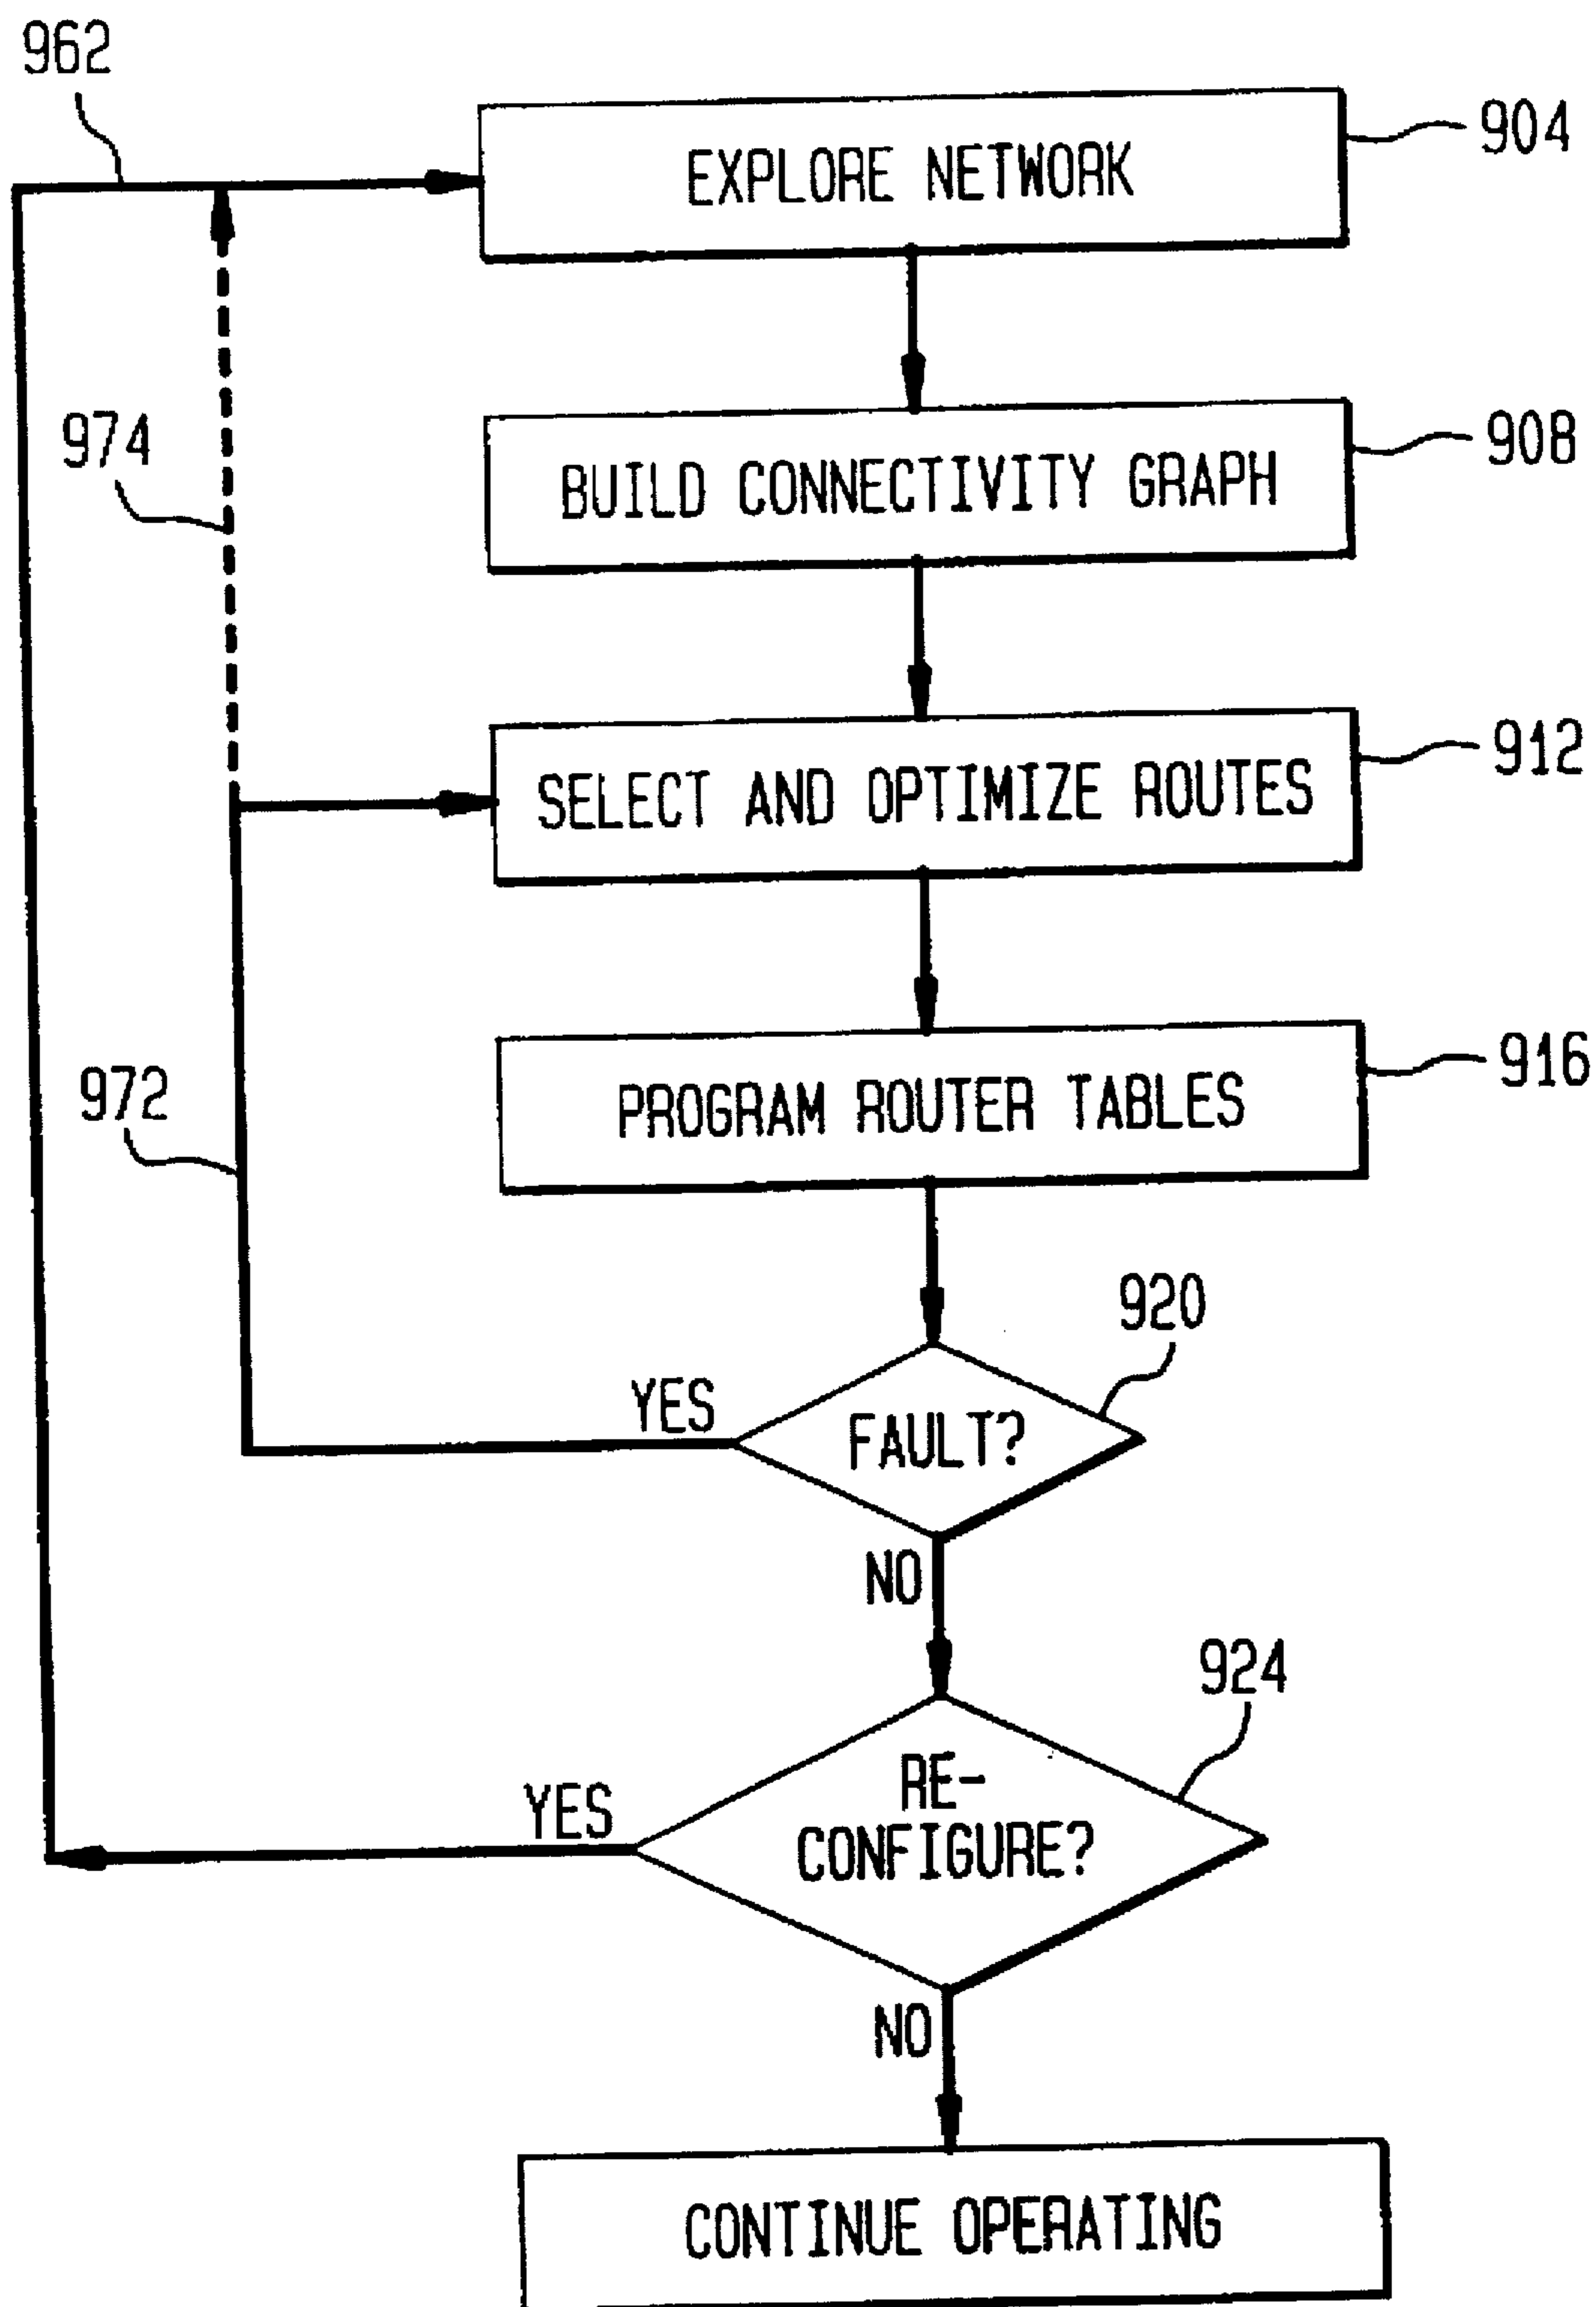 962
904
EXPLORE NETWORK
974
908
BUILD CONNECTIVITY GRAPH
912
SELECT AND OPTIMIZE ROUTES
916
PROGRAM ROUTER TABLES
972
920
YES
FAULT?
NO
924
RE-
CONFIGURE?
YES
NO
CONTINUE OPERATING